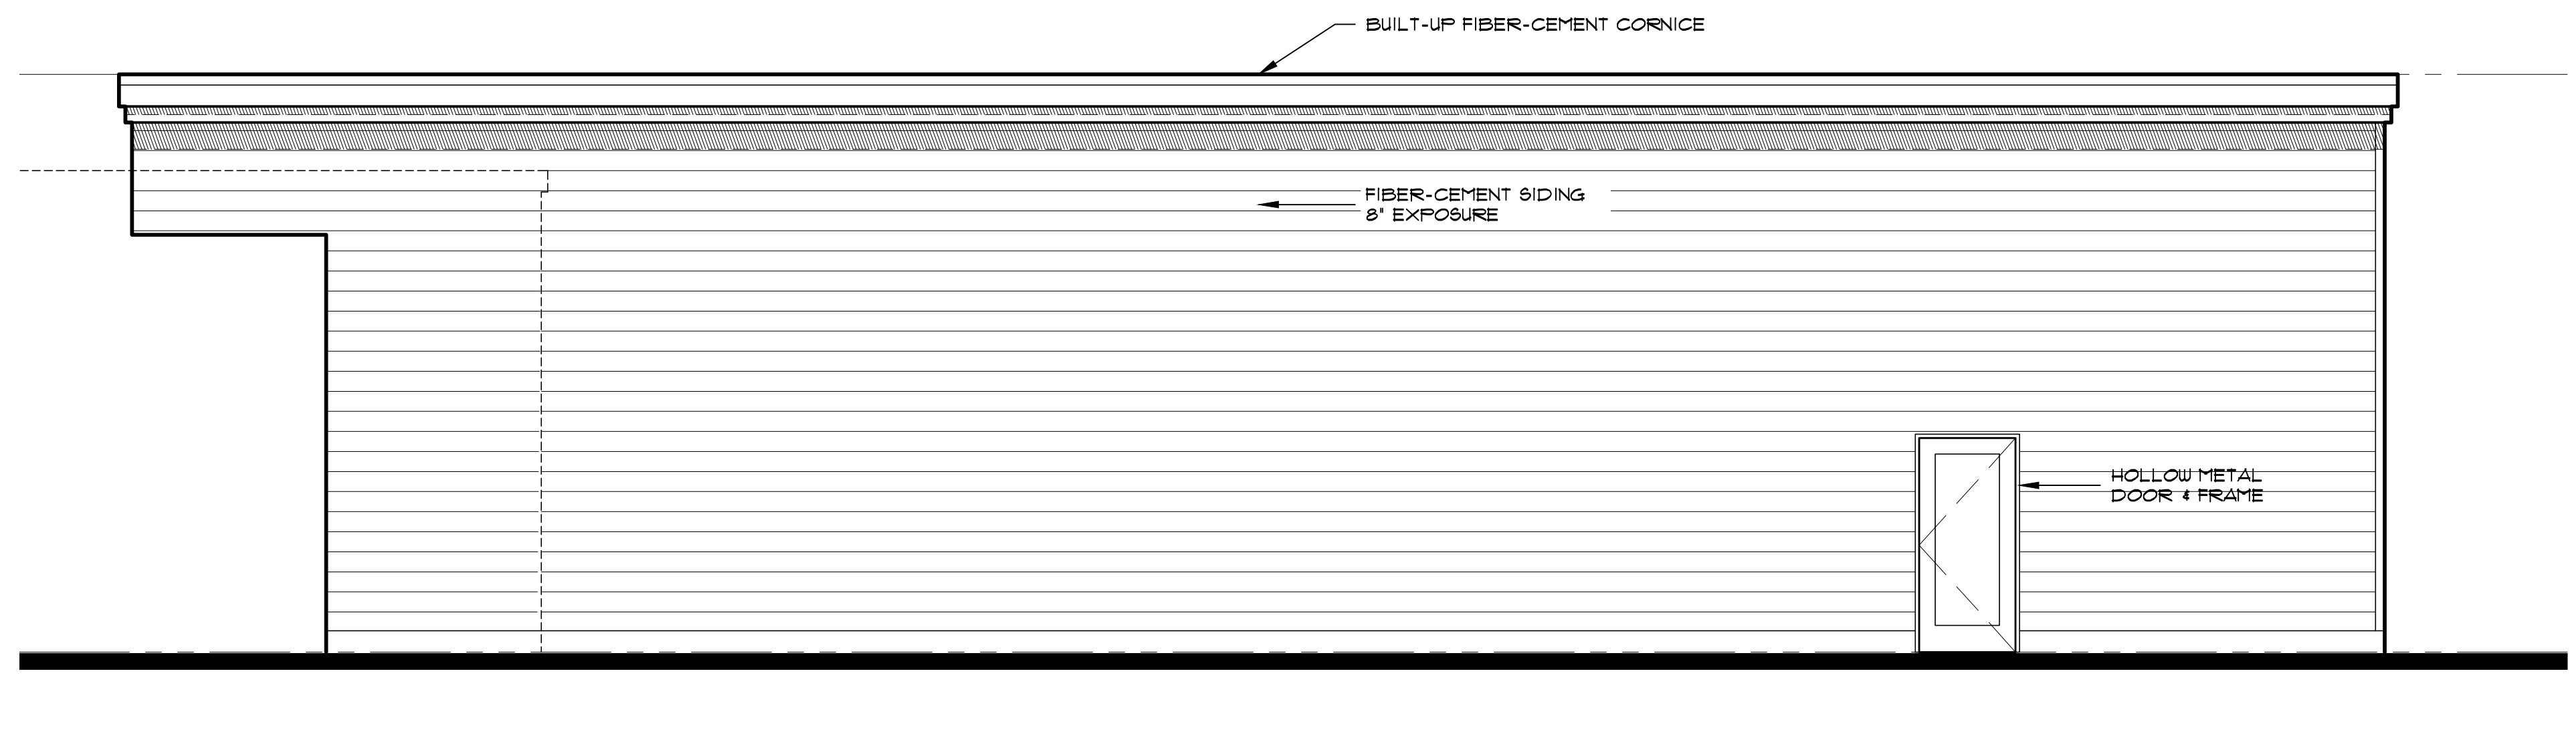 BUILT-UP FIBER-CEMENT CORNICE
FIBER-CEMENT SIDING
8" EXPOSURE
HOLLOW METAL
DOOR & FRAME